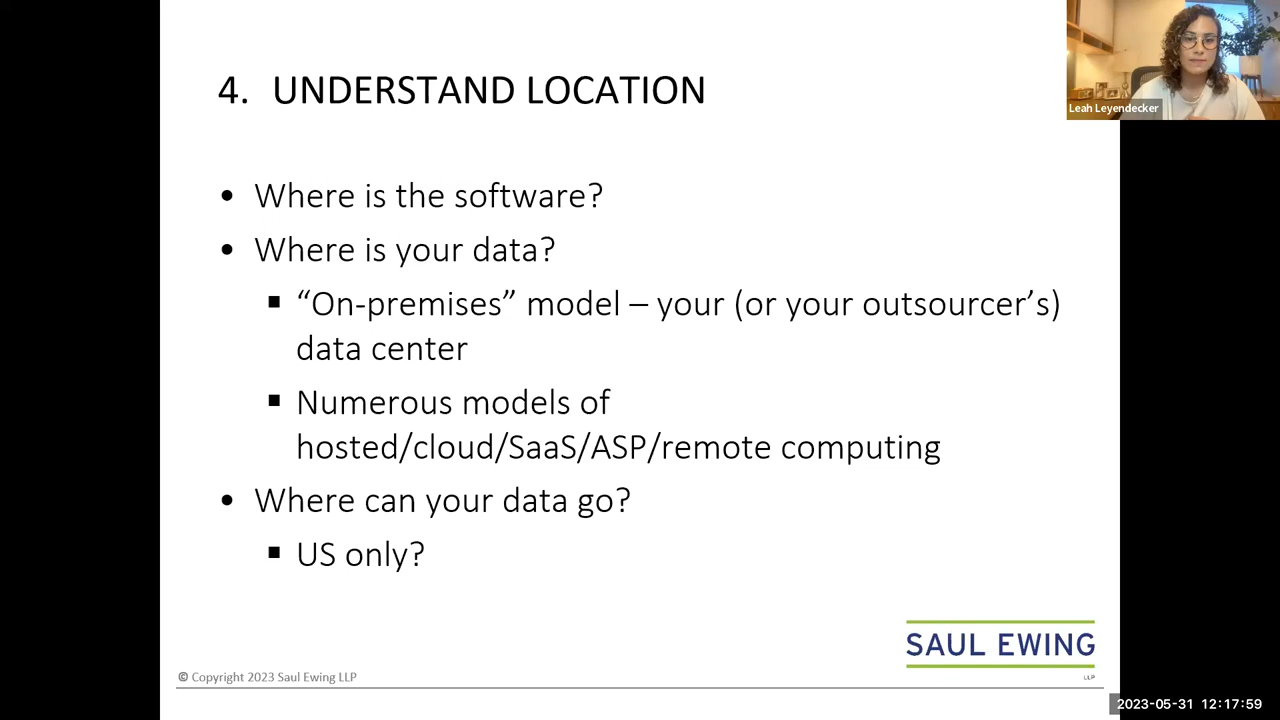 4. UNDERSTAND LOCATION
Leah Leyendecker
• Where is the software?
• Where is your data?
▪ “On-premises” model – your (or your outsourcer’s)
data center
▪ Numerous models of
hosted/cloud/SaaS/ASP/remote computing
• Where can your data go?
▪ US only?
SAUL EWING
LLP
© Copyright 2023 Saul Ewing LLP
2023-05-31 12:17:59